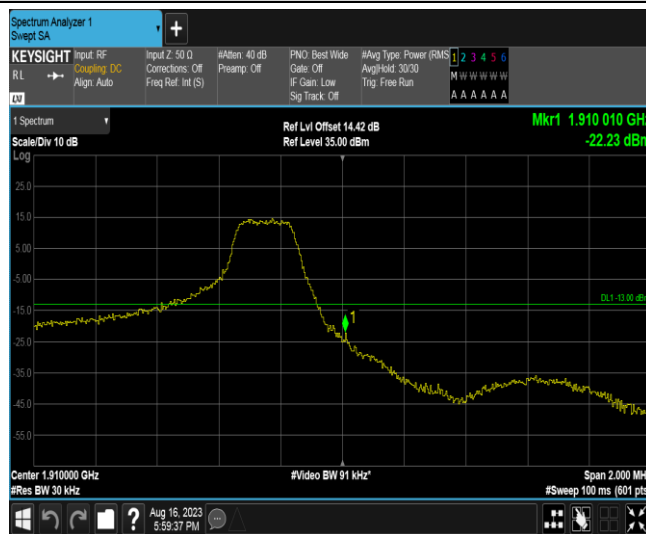 Spectrum Analyzer 1
Swept SA
+
KEYSIGHT Input: RF Input Z: 50 Ω #Atten: 40 dB PNO: Best Wide #Avg Type: Power (RMS 1 2 3 4 5 6
RL Coupling: DC Corrections: Off Preamp: Off Gate: Off Avg|Hold: 30/30 M W W W W W
Align: Auto Freq Ref: Int (S) IF Gain: Low Trig: Free Run
Sig Track: Off A A A A A A
LXI
1 Spectrum Ref Lvl Offset 14.42 dB Mkr1 1.910 010 GHz
Scale/Div 10 dB Ref Level 35.00 dBm -22.23 dBm
Log
25.0
15.0
5.00
-5.00
DL1 -13.00 dBm
-15.0
1
-25.0
-35.0
-45.0
-55.0
Center 1.910000 GHz #Video BW 91 kHz* Span 2.000 MH
#Res BW 30 kHz #Sweep 100 ms (601 pts
? Aug 16, 2023
5:59:37 PM